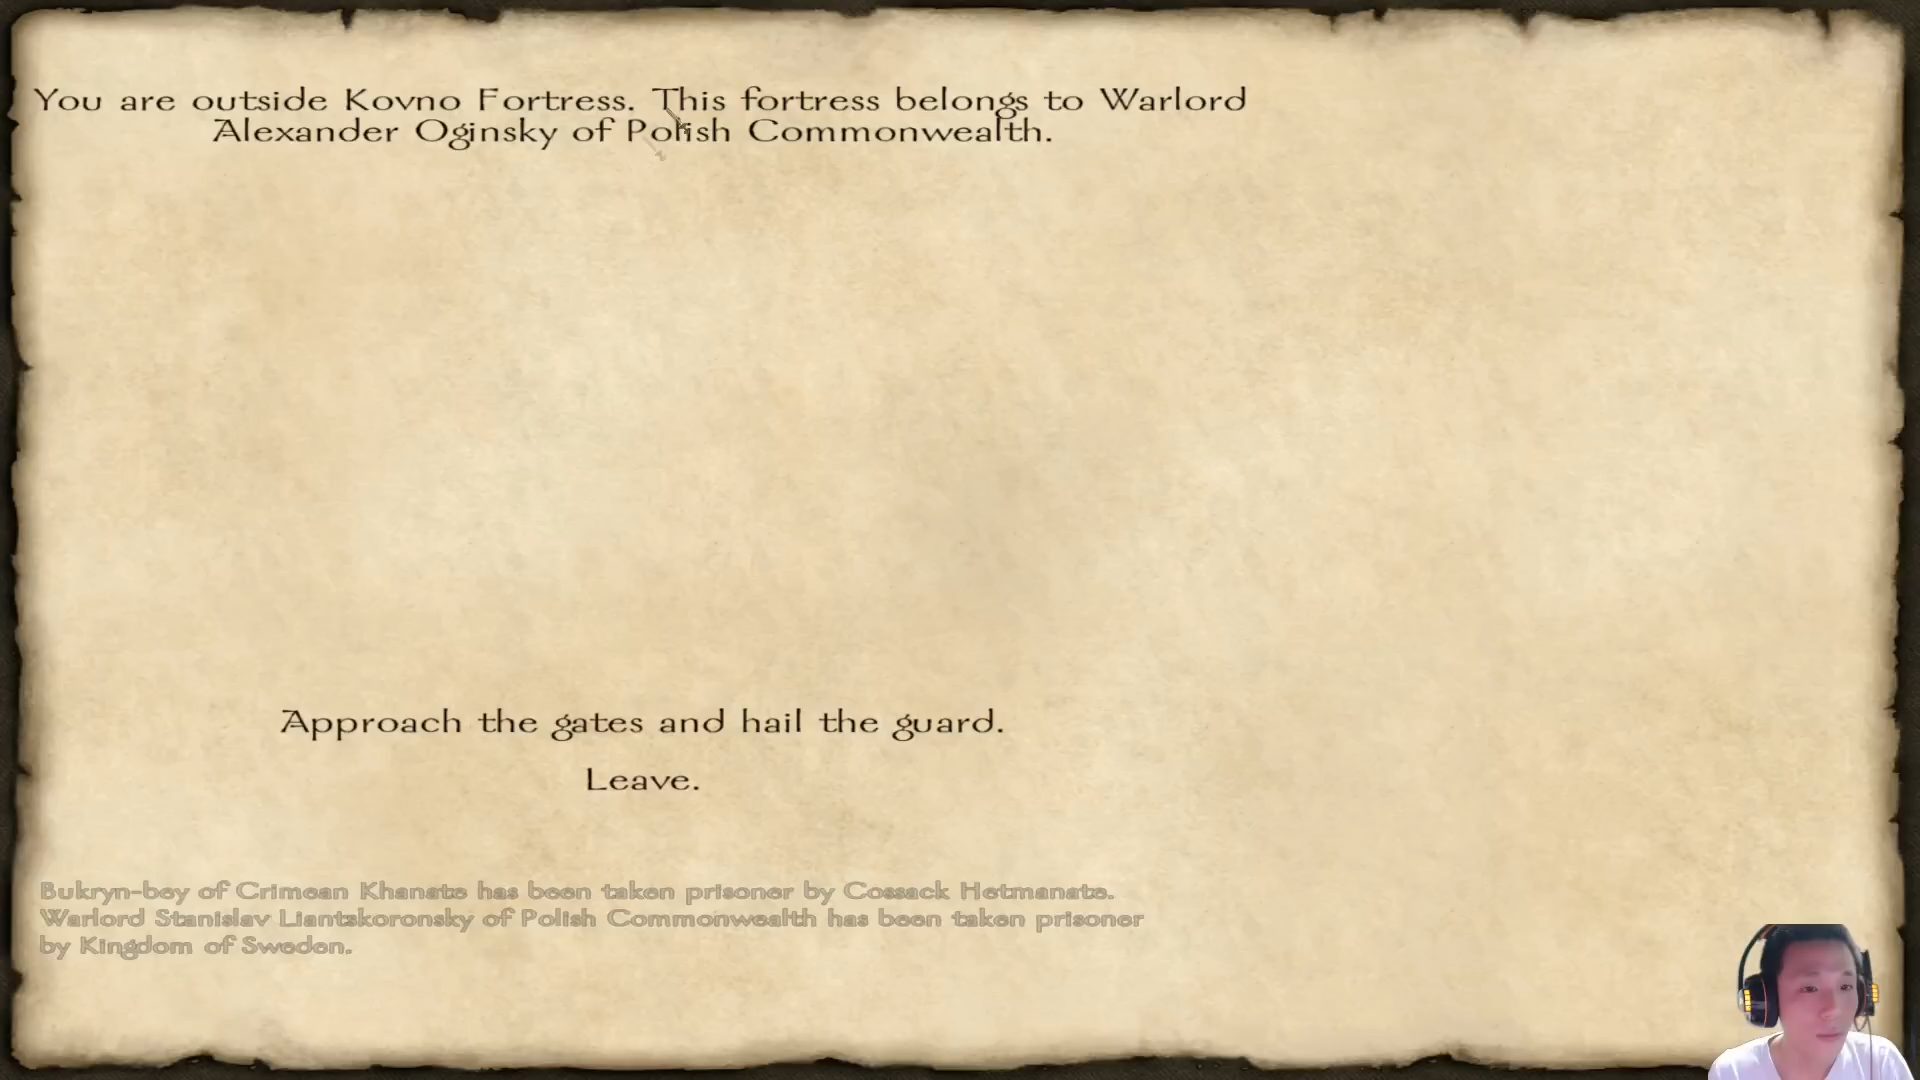 You are outside Kovno Fortress. This fortress belongs to Warlord
Alexander Oginsky of Polish Commonwealth.
Approach the gates and hail the guard.
Leave.
Bukryn-bey of Crimean Khanate has been taken prisoner by Cossack Hetmanate.
Warlord Stanislav Liantskoronsky of Polish Commonwealth has been taken prisoner
by Kingdom of Sweden.